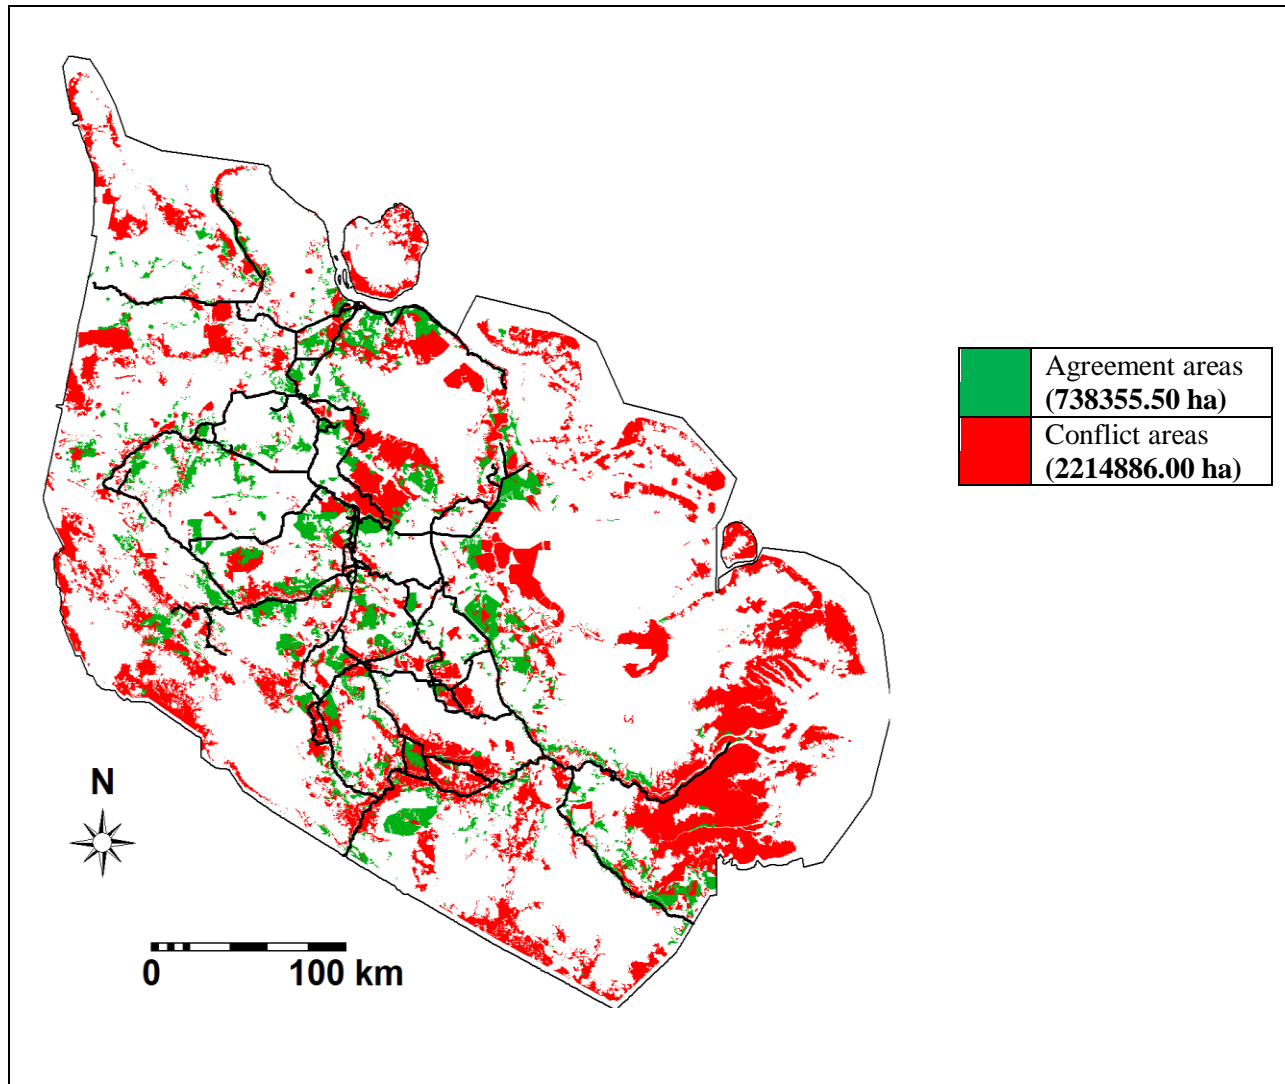 Agreement areas
(738355.50 ha)
Conflict areas
(2214886.00 ha)
N
0 100 km